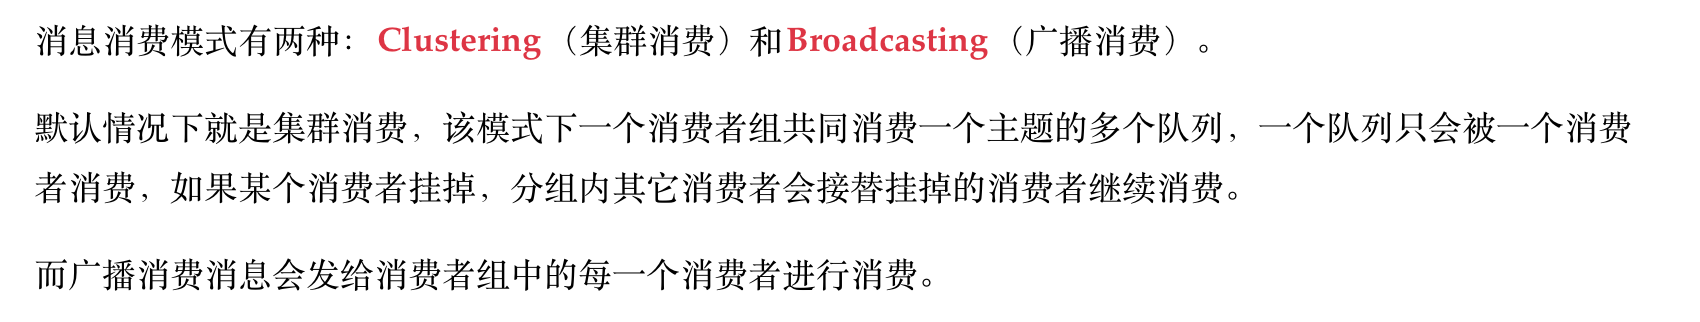 消息消费模式有两种：Clustering（集群消费）和Broadcasting（广播消费）。
默认情况下就是集群消费，该模式下一个消费者组共同消费一个主题的多个队列，一个队列只会被一个消费
者消费，如果某个消费者挂掉，分组内其它消费者会接替挂掉的消费者继续消费。
而广播消费消息会发给消费者组中的每一个消费者进行消费。